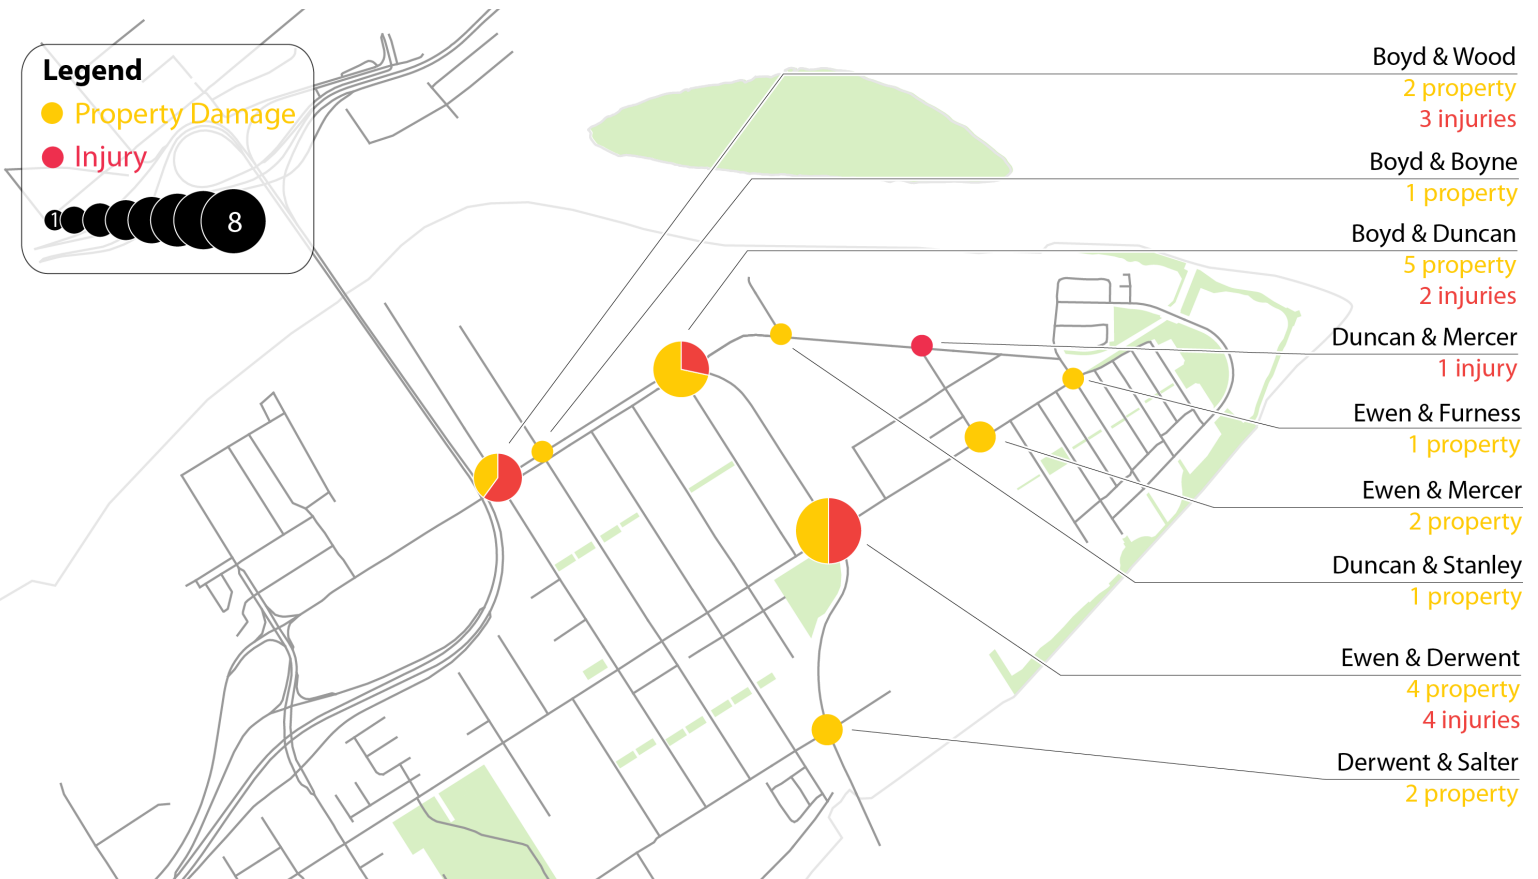 Legend
Property Damage
Injury
1 8
Boyd & Wood
2 property
3 injuries
Boyd & Boyne
1 property
Boyd & Duncan
5 property
2 injuries
Duncan & Mercer
1 injury
Ewen & Furness
1 property
Ewen & Mercer
2 property
Duncan & Stanley
1 property
Ewen & Derwent
4 property
4 injuries
Derwent & Salter
2 property